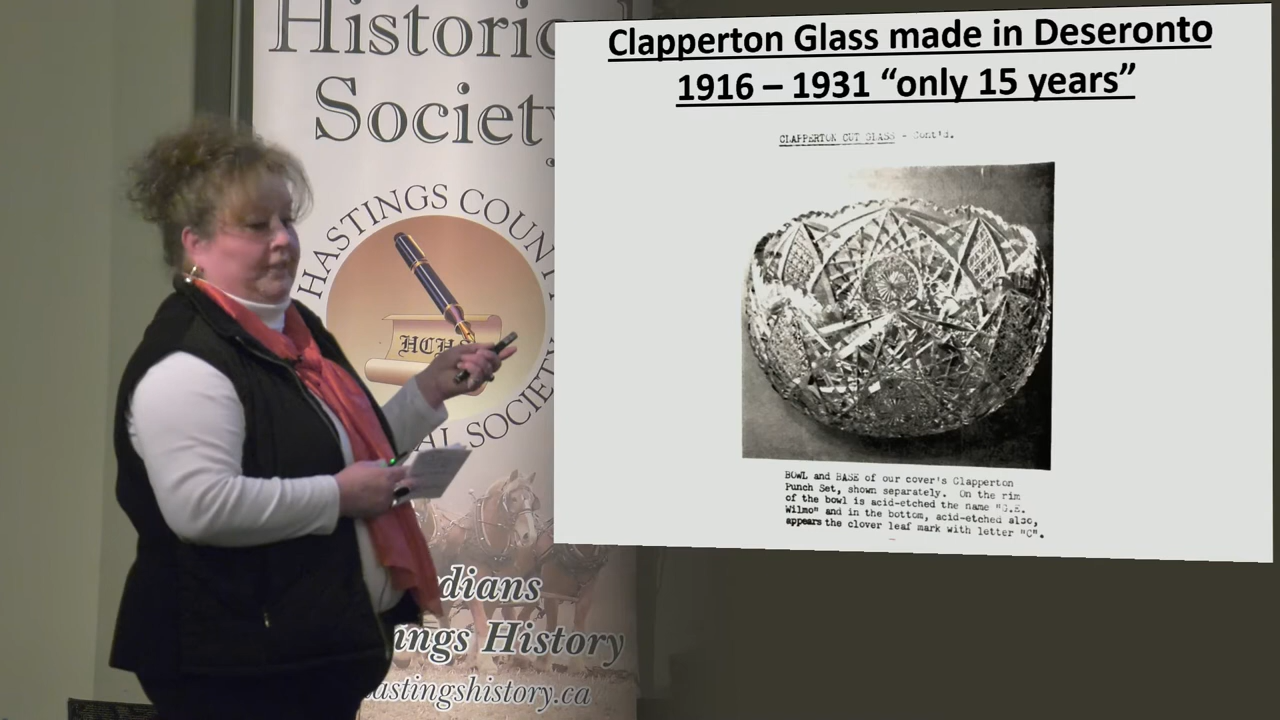 Historic
Society
HASTINGS COUN
AL SOCIETY
HCHS
dians
ings History
astingshistory.ca
Clapperton Glass made in Deseronto
1916 – 1931 “only 15 years”
CLAPPERTON CUT GLASS - Cont'd.
BOWL and BASE of our cover's Clapperton
Punch Set, shown separately. On the rim
of the bowl is acid-etched the name "G.E.
Wilmo" and in the bottom, acid-etched also,
appears the clover leaf mark with letter "C".